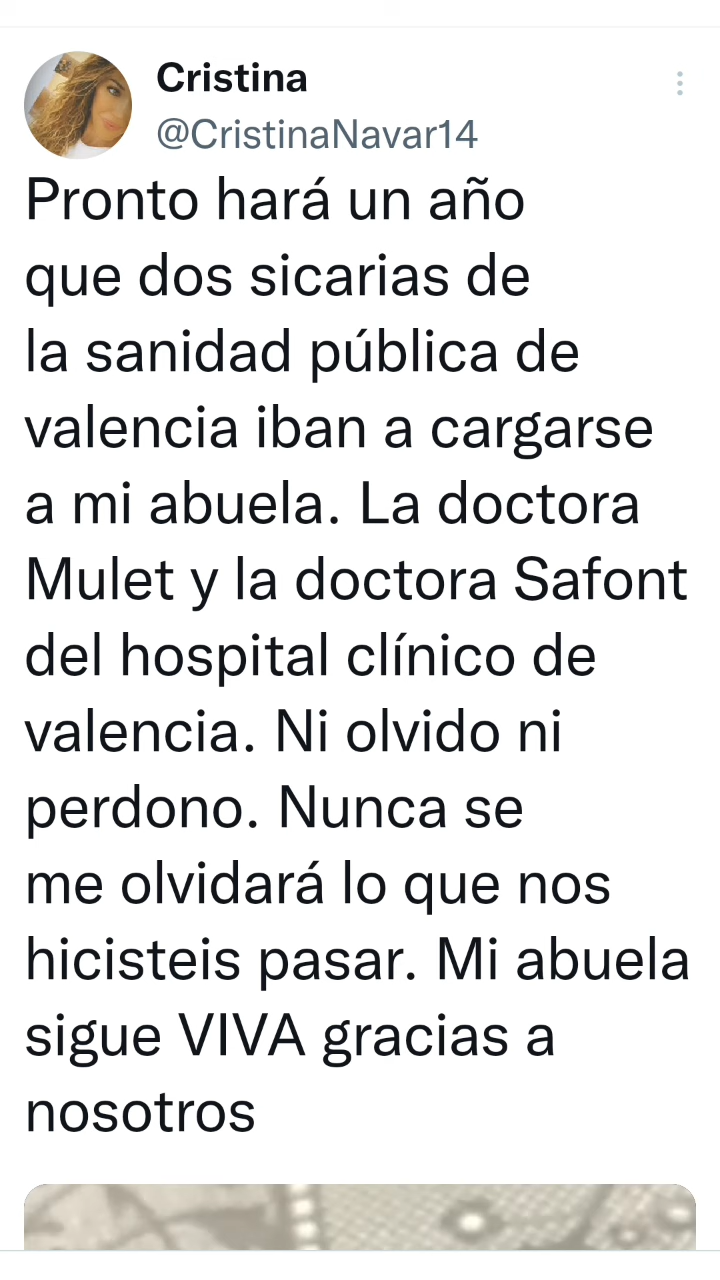 Cristina
@CristinaNavar14
Pronto hará un año
que dos sicarias de
la sanidad pública de
valencia iban a cargarse
a mi abuela. La doctora
Mulet y la doctora Safont
del hospital clínico de
valencia. Ni olvido ni
perdono. Nunca se
me olvidará lo que nos
hicisteis pasar. Mi abuela
sigue VIVA gracias a
nosotros